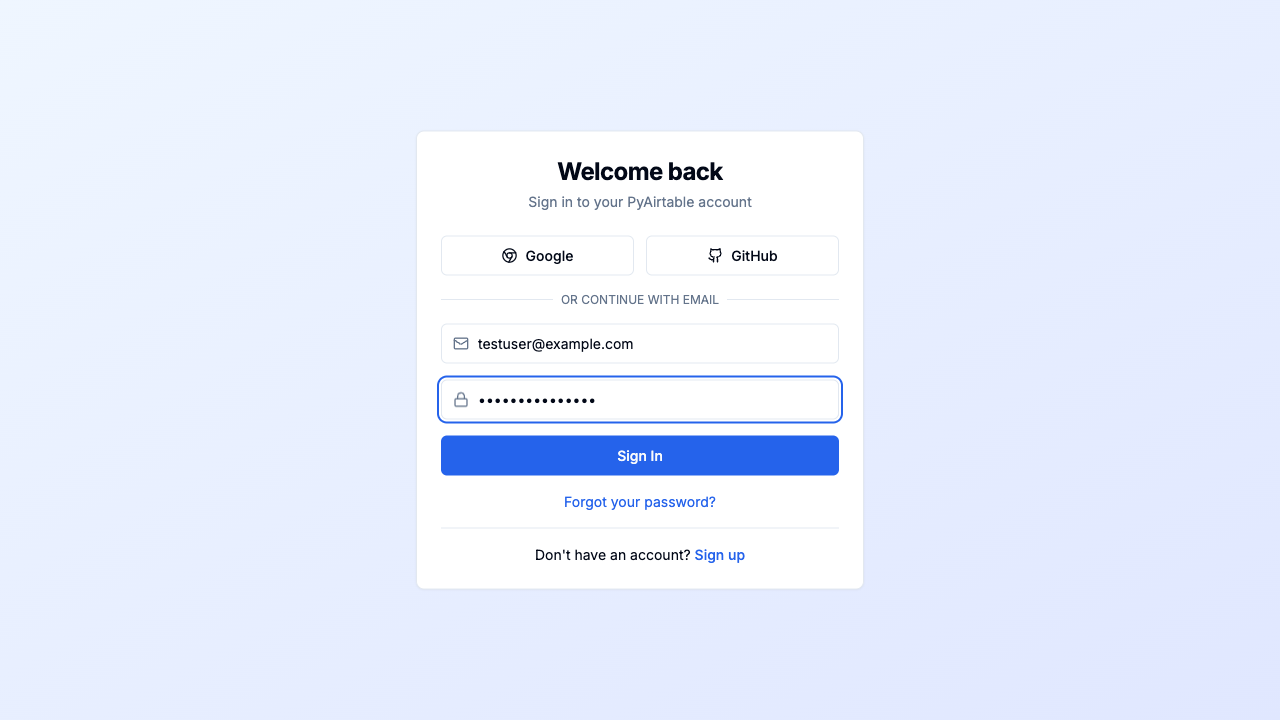 Welcome back
Sign in to your PyAirtable account
Google
GitHub
OR CONTINUE WITH EMAIL
testuser@example.com
•••••••••••••••
Sign In
Forgot your password?
Don't have an account? Sign up